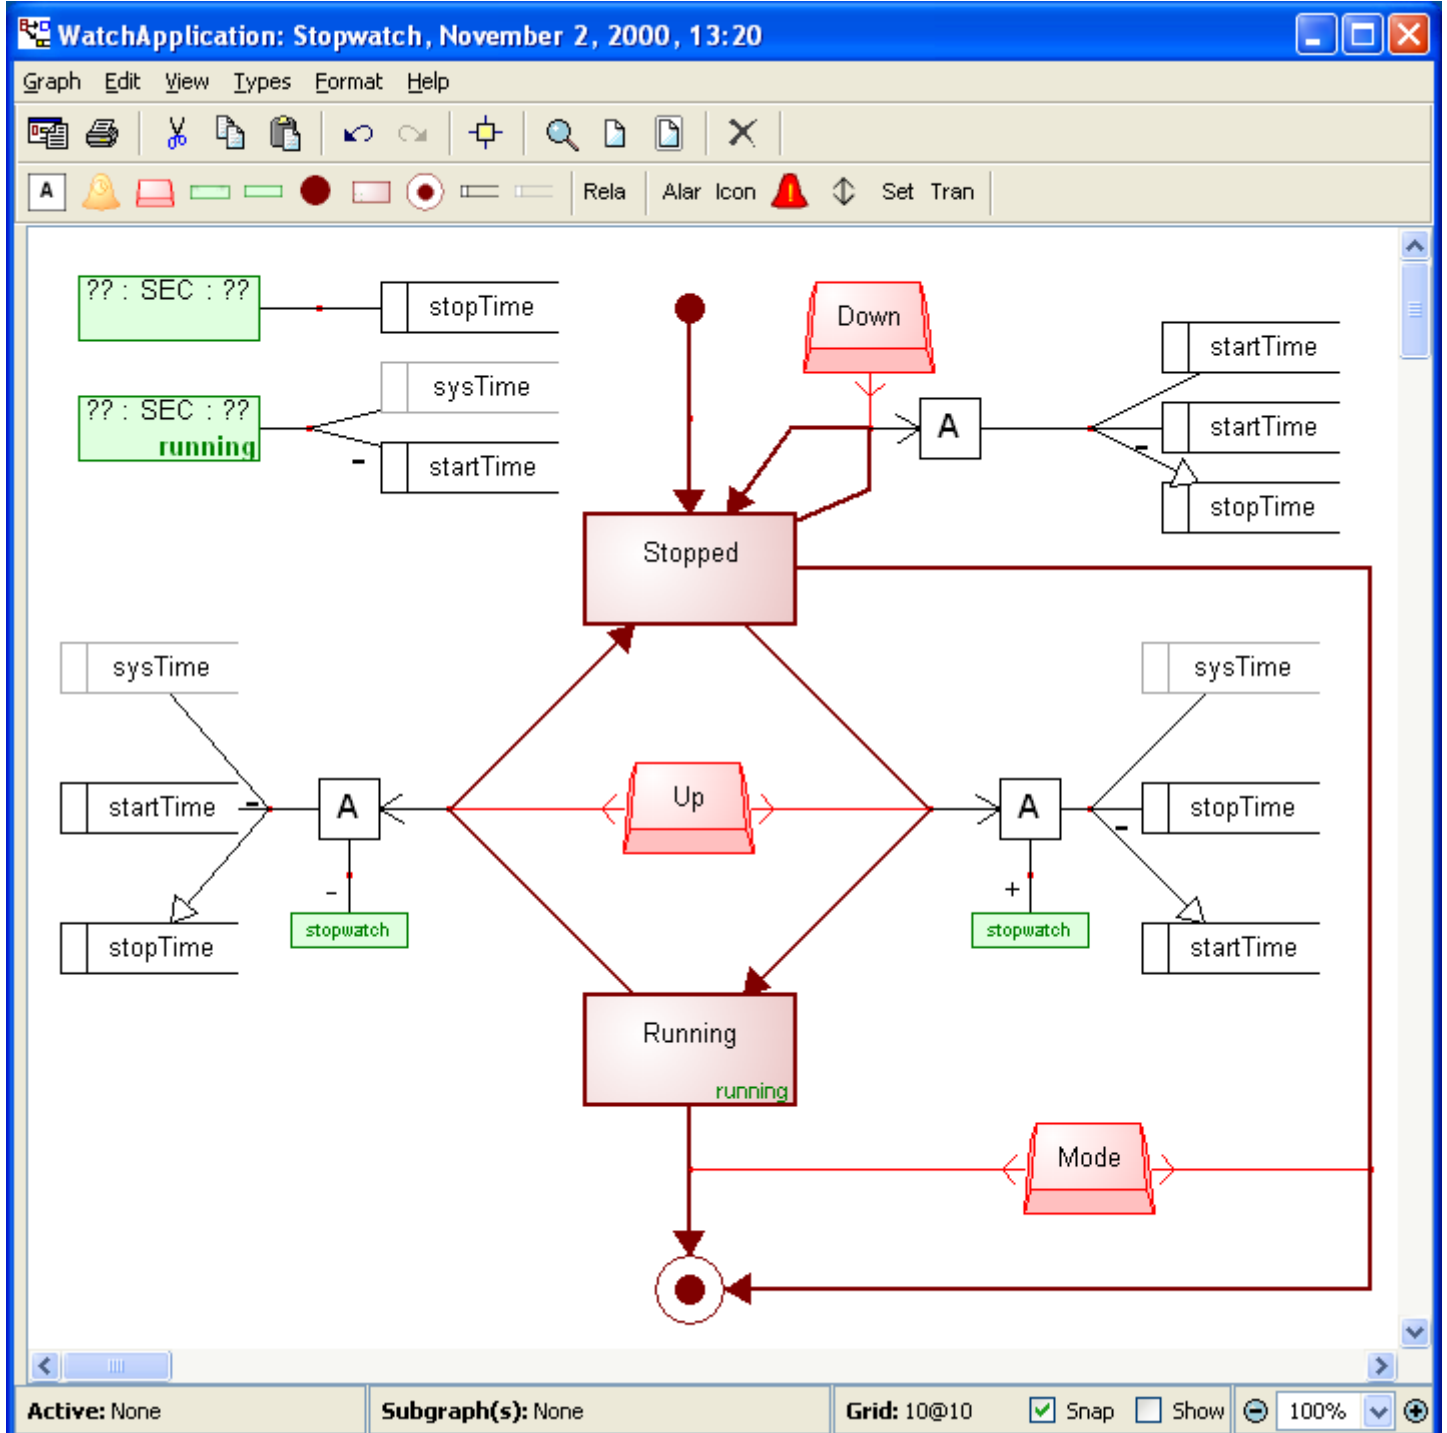 WatchApplication: Stopwatch, November 2, 2000, 13:20
Graph Edit View Types Format Help
A Rela Alar Icon Set Tran
?? : SEC : ??
stopTime
Down
sysTime
startTime
?? : SEC : ??
running
-
startTime
A
startTime
-
stopTime
Stopped
sysTime
sysTime
startTime
-
A
Up
A
-
stopTime
-
stopwatch
+
stopwatch
stopTime
startTime
Running
running
Mode
Active: None
Subgraph(s): None
Grid: 10@10
Snap
Show
100%